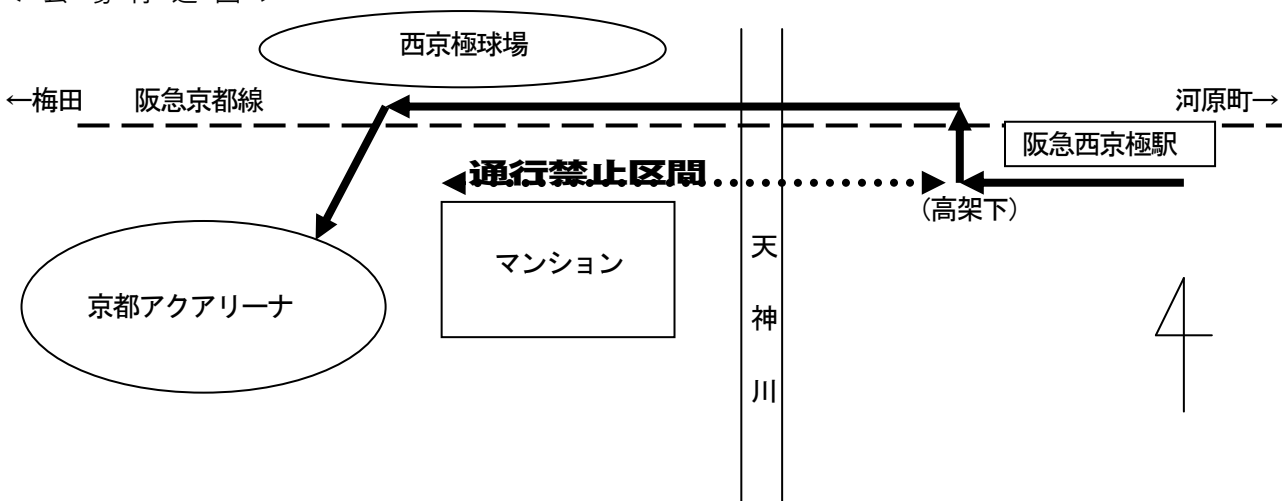 西京極球場
←梅田 阪急京都線
河原町→
阪急西京極駅
通行禁止区間
(高架下)
マンション
天神川
京都アクアリーナ